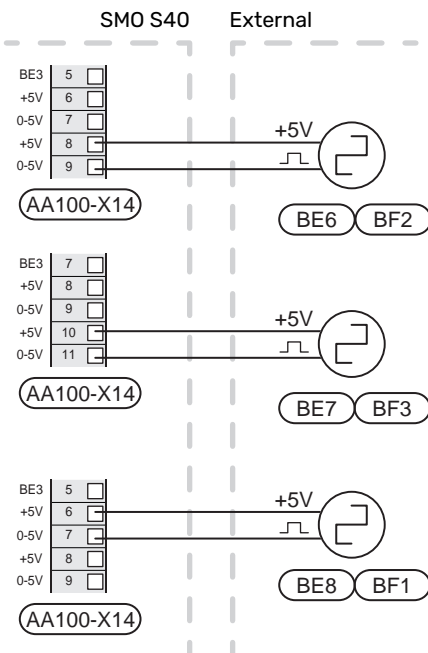 SMO S40 External
BE3 5
+5V 6
0-5V 7
+5V 8 +5V
0-5V 9
AA100-X14
BE6 BF2
BE3 7
+5V 8
0-5V 9
+5V 10 +5V
0-5V 11
AA100-X14
BE7 BF3
BE3 5
+5V 6 +5V
0-5V 7
+5V 8
0-5V 9
BE8 BF1
AA100-X14